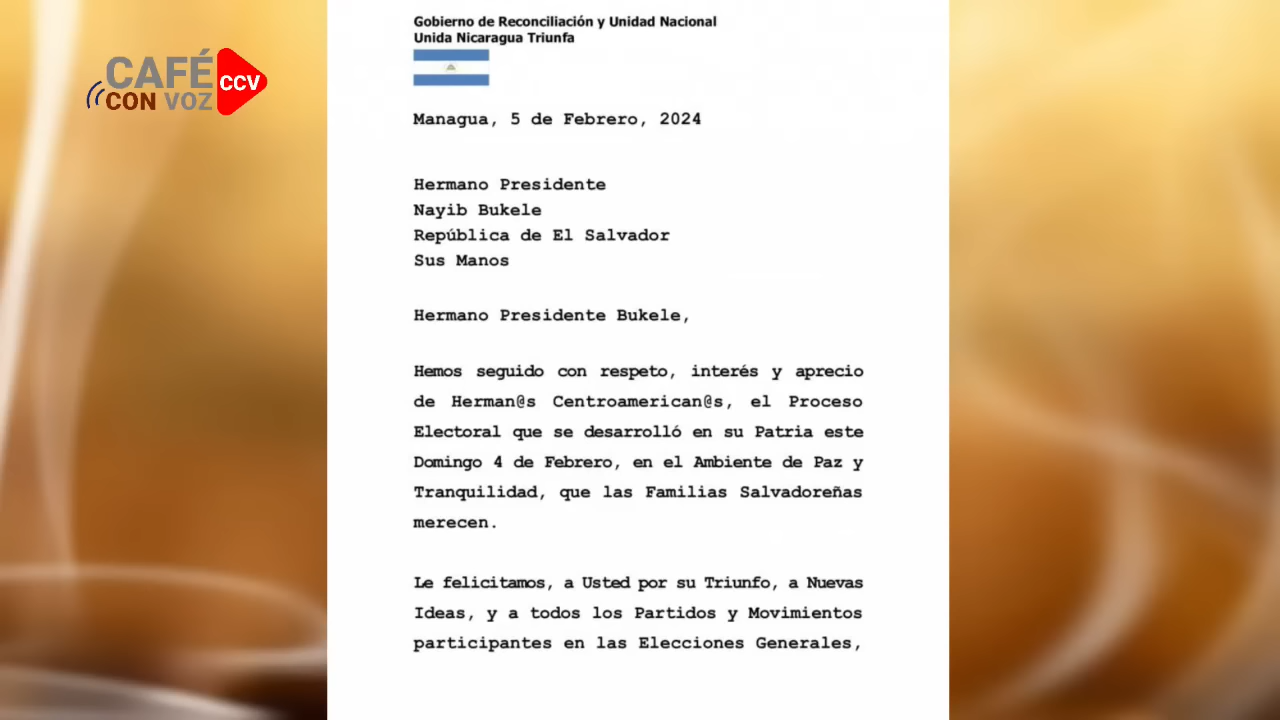 CAFÉ
CON VOZ
CCV
Gobierno de Reconciliación y Unidad Nacional
Unida Nicaragua Triunfa
Managua, 5 de Febrero, 2024
Hermano Presidente
Nayib Bukele
República de El Salvador
Sus Manos
Hermano Presidente Bukele,
Hemos seguido con respeto, interés y aprecio
de Herman@s Centroamerican@s, el Proceso
Electoral que se desarrolló en su Patria este
Domingo 4 de Febrero, en el Ambiente de Paz y
Tranquilidad, que las Familias Salvadoreñas
merecen.
Le felicitamos, a Usted por su Triunfo, a Nuevas
Ideas, y a todos los Partidos y Movimientos
participantes en las Elecciones Generales,